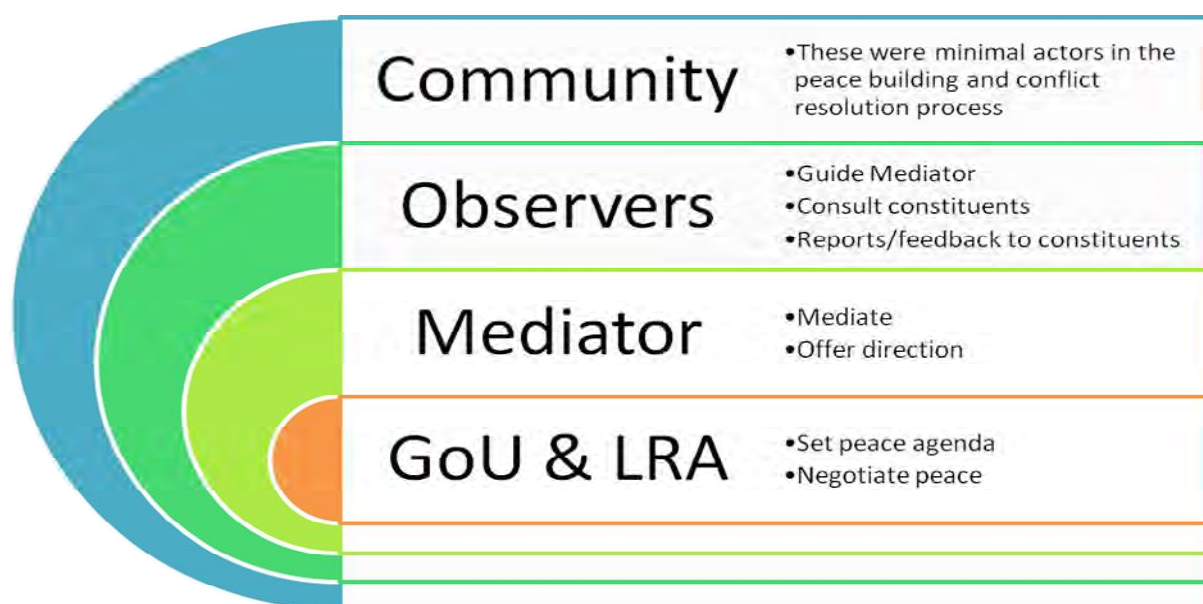 Community
•These were minimal actors in the
peace building and conflict
resolution process
Observers
•Guide Mediator
•Consult constituents
•Reports/feedback to constituents
Mediator
•Mediate
•Offer direction
GoU & LRA
•Set peace agenda
•Negotiate peace